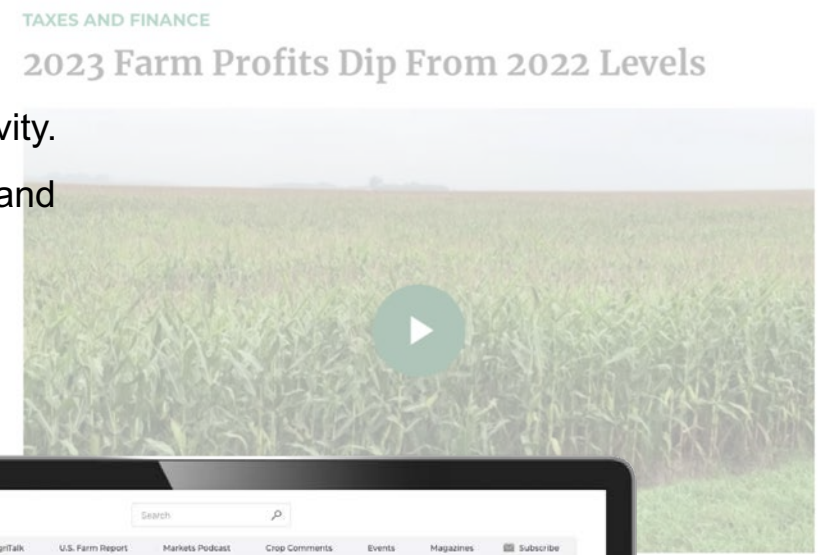 TAXES AND FINANCE
2023 Farm Profits Dip From 2022 Levels
and
Search
U.S. Farm Report Markets Podcast Crop Comments Events Magazines Subscribe